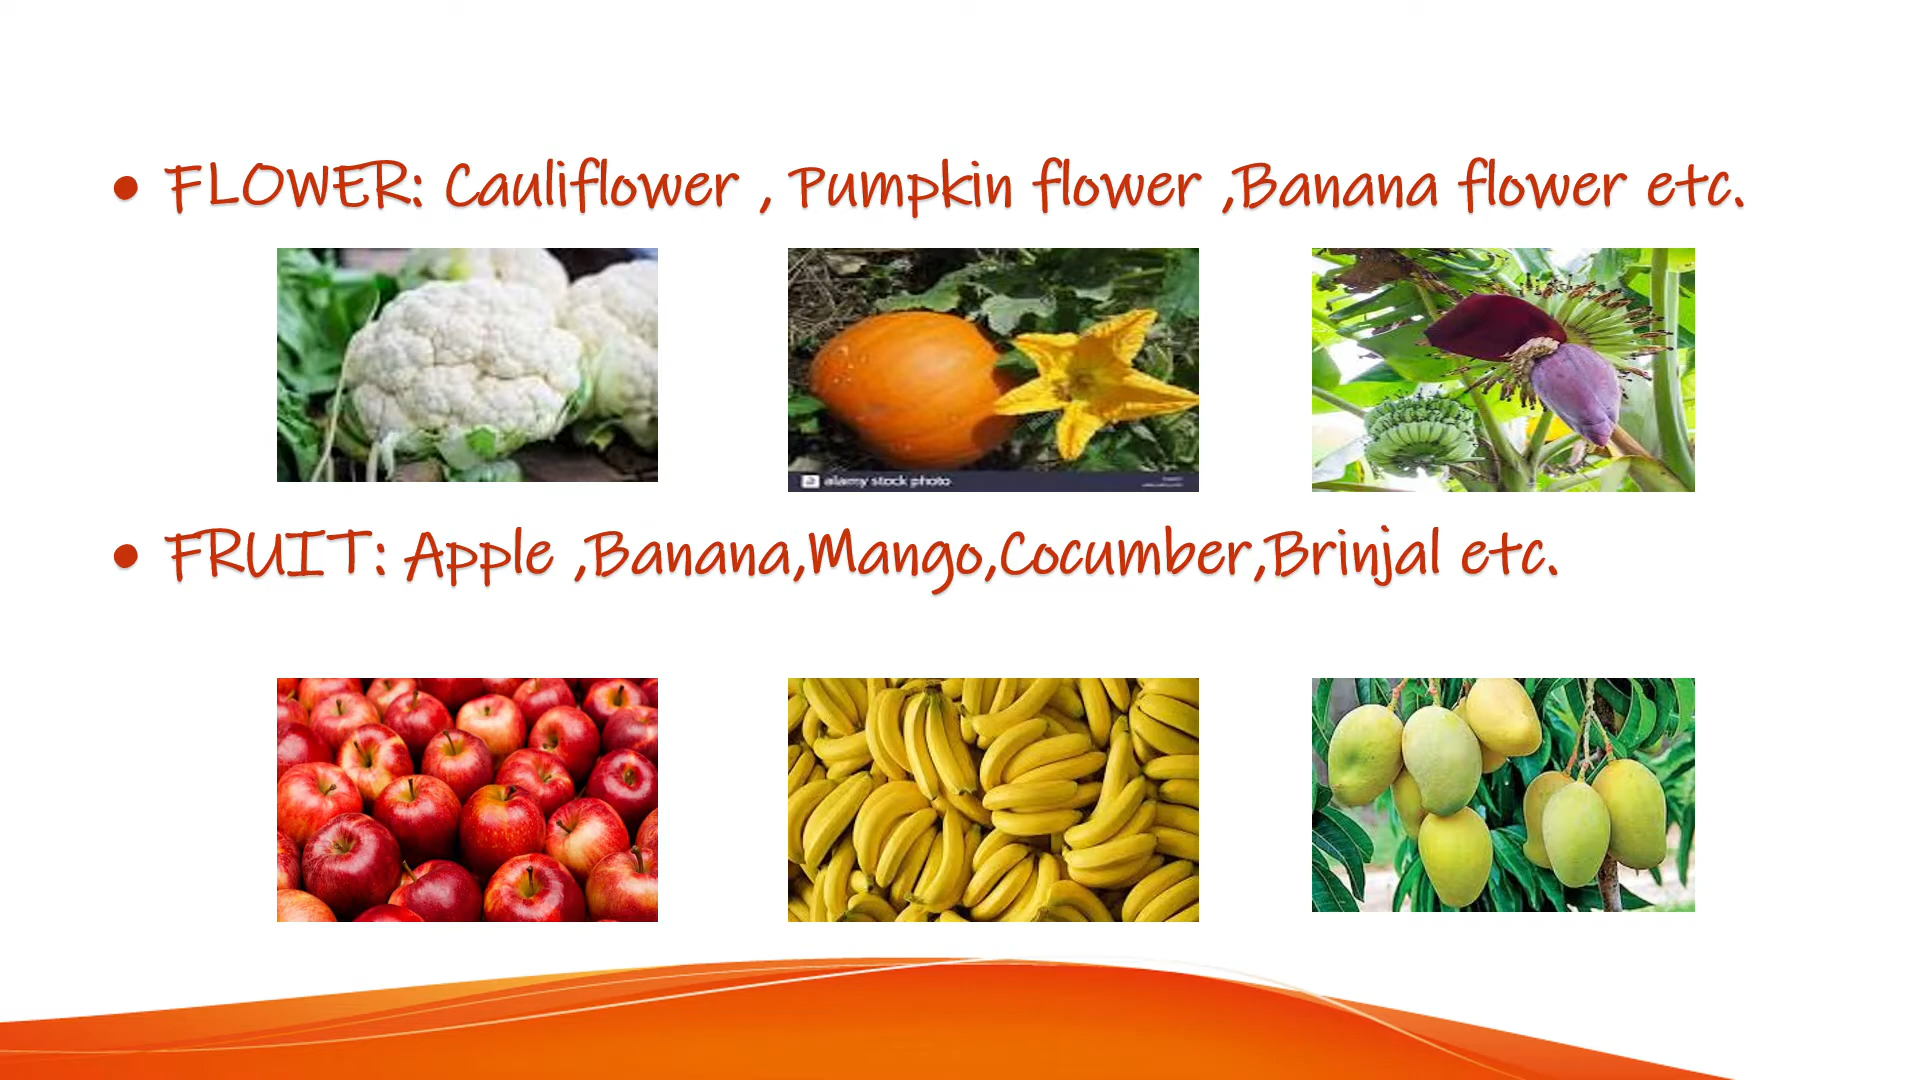 • FLOWER: Cauliflower , Pumpkin flower ,Banana flower etc.
a alamy stock photo
• FRUIT: Apple ,Banana,Mango,Cocumber,Brinjal etc.